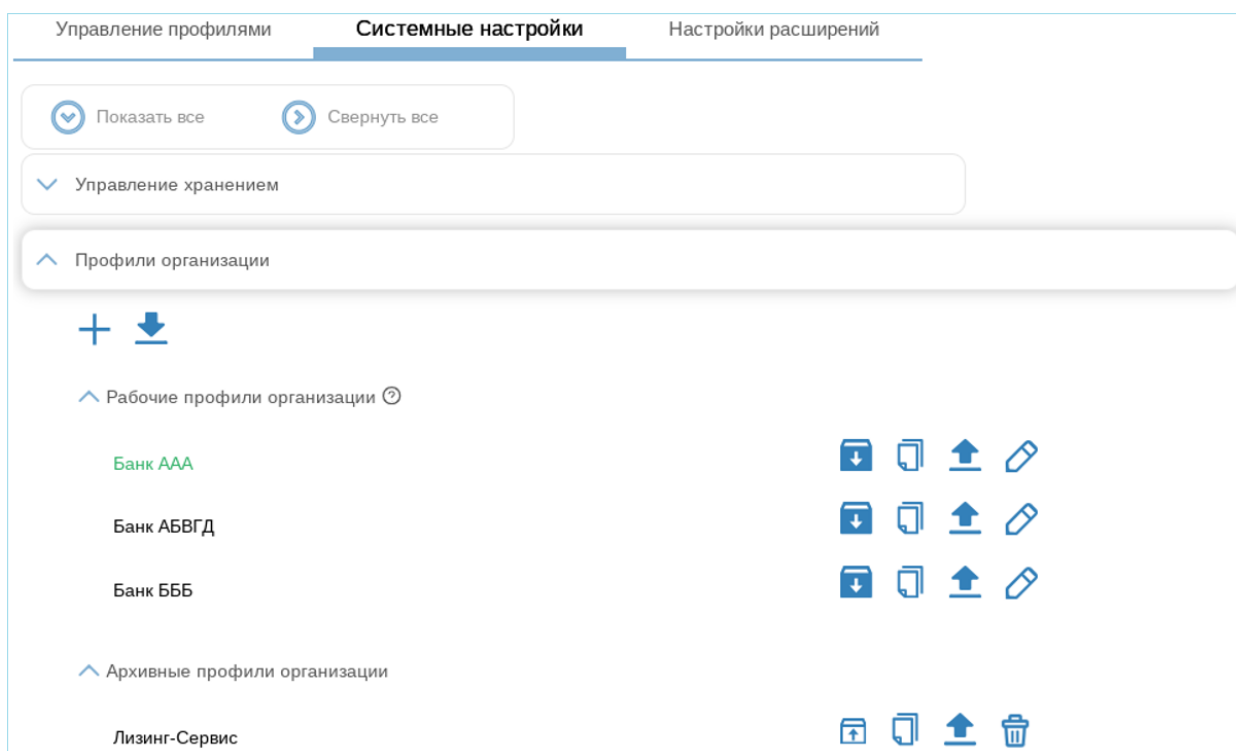 Управление профилями Системные настройки Настройки расширений
Показать все Свернуть все
Управление хранением
Профили организации
Рабочие профили организации
Банк ААА
Банк АБВГД
Банк БББ
Архивные профили организации
Лизинг-Сервис